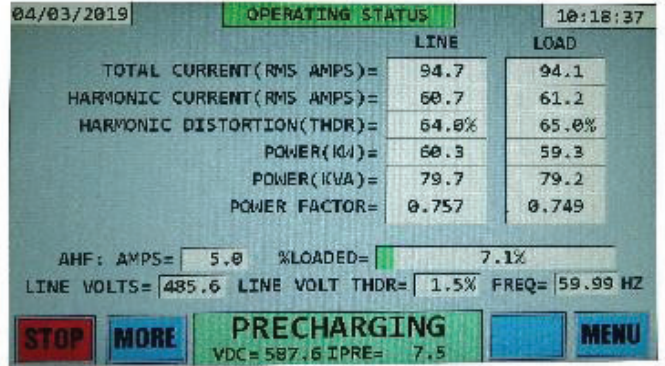 04/03/2019 OPERATING STATUS 10:18:37
LINE LOAD
TOTAL CURRENT(RMS AMPS)= 94.7 94.1
HARMONIC CURRENT(RMS AMPS)= 60.7 61.2
HARMONIC DISTORTION(THDR)= 64.0% 65.0%
POWER(KW)= 60.3 59.3
POWER(KVA)= 79.7 79.2
POWER FACTOR= 0.757 0.749
AHF: AMPS= 5.0 %LOADED= 7.1%
LINE VOLTS= 485.6 LINE VOLT THDR= 1.5% FREQ= 59.99 HZ
STOP MORE PRECHARGING MENU
VDC= 587.6 IPRE= 7.5